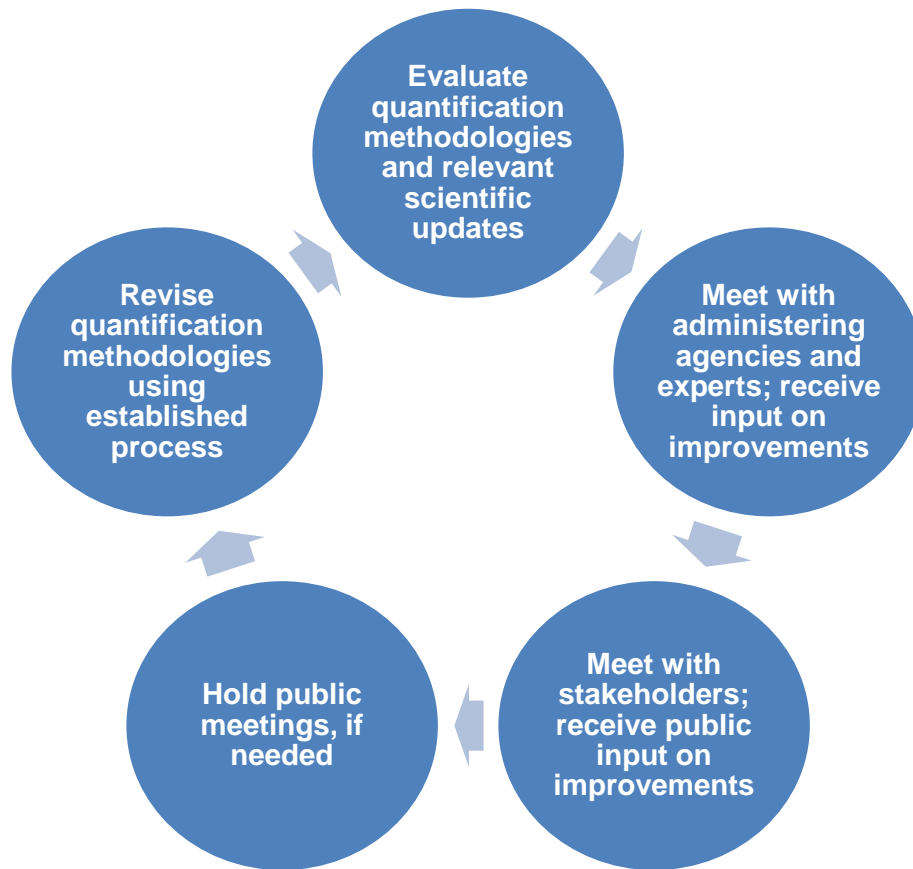 Evaluate
quantification
methodologies
and relevant
scientific
updates
Meet with
administering
agencies and
experts; receive
input on
improvements
Meet with
stakeholders;
receive public
input on
improvements
Hold public
meetings, if
needed
Revise
quantification
methodologies
using
established
process